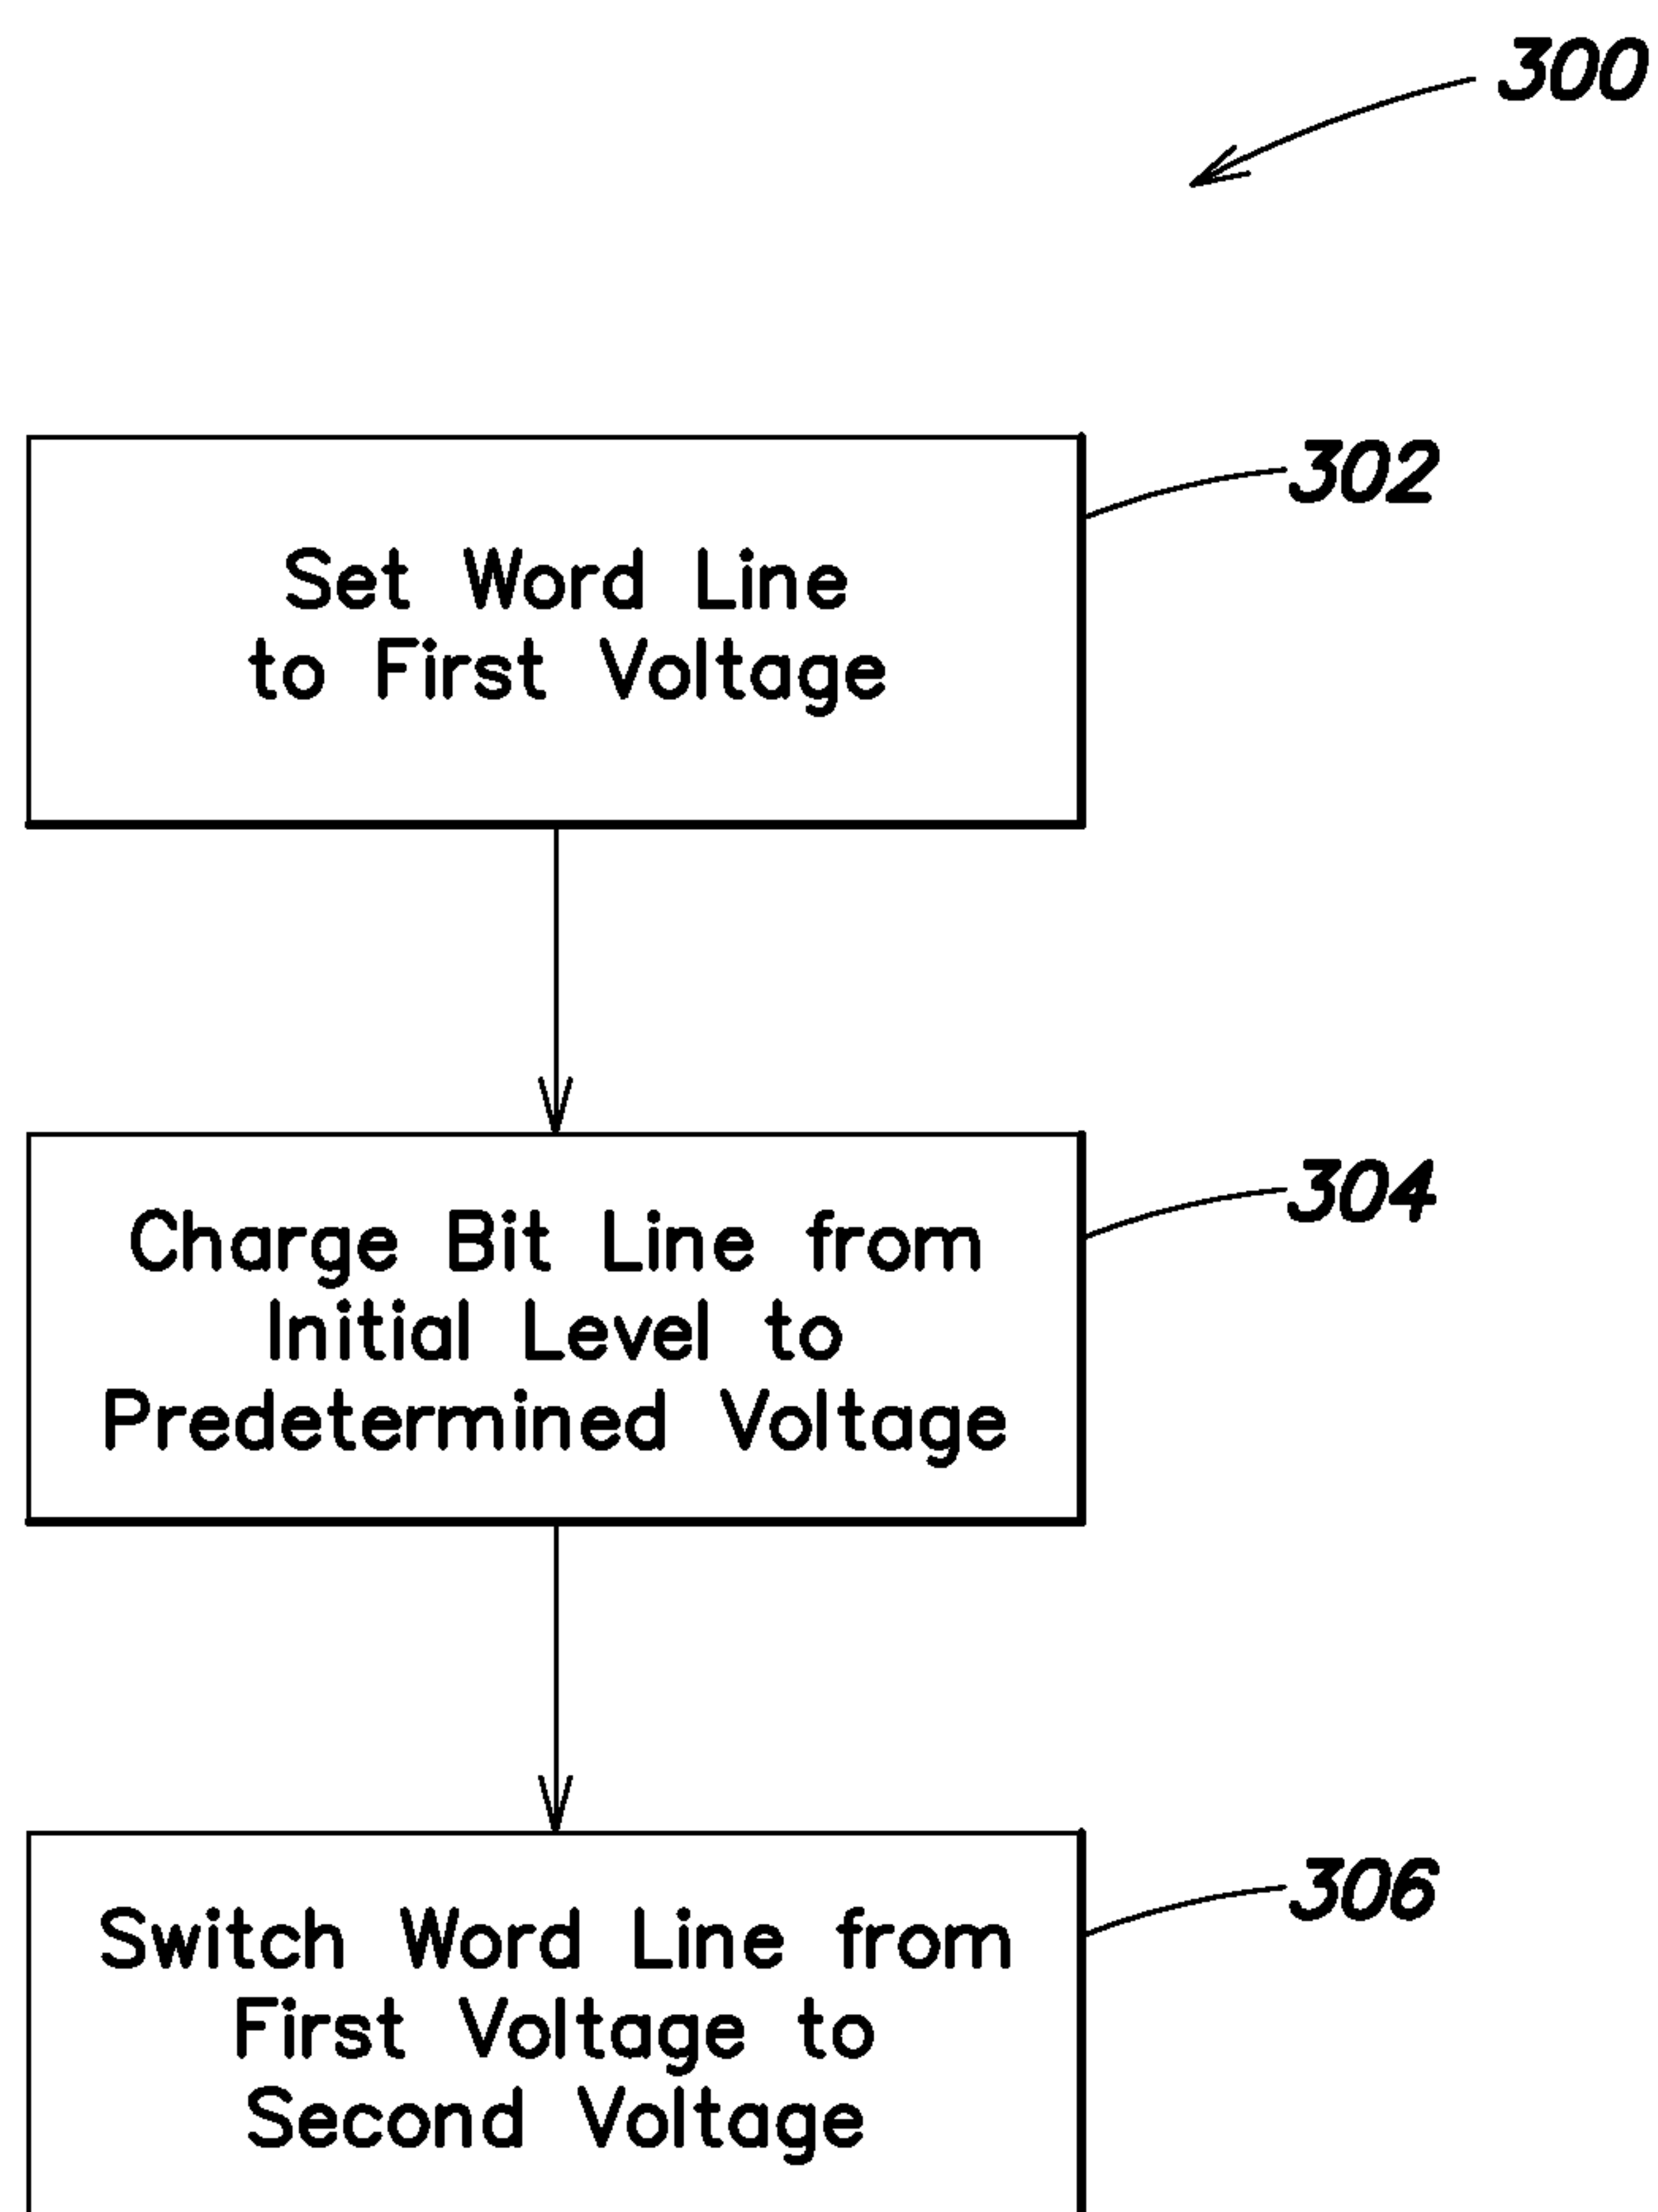 300
302
Set Word Line
to First Voltage
304
Charge Bit Line from
Initial Level to
Predetermined Voltage
306
Switch Word Line from
First Voltage to
Second Voltage